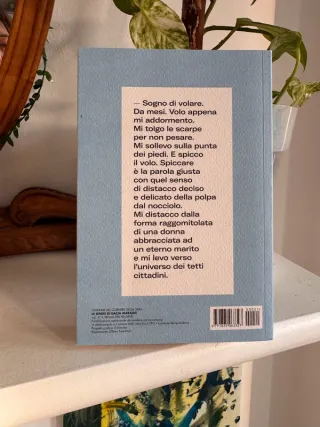 — Sogno di volare.
Da mesi. Volo appena
mi addormento.
Mi tolgo le scarpe
per non pesare.
Mi sollevo sulla punta
dei piedi. E spicco
il volo. Spiccare
è la parola giusta
con quel senso
di distacco deciso
e delicato della polpa
dal nocciolo.
Mi distacco dalla
forma raggomitolata
di una donna
abbracciata ad
un eterno marito
e mi levo verso
l'universo dei tetti
cittadini.